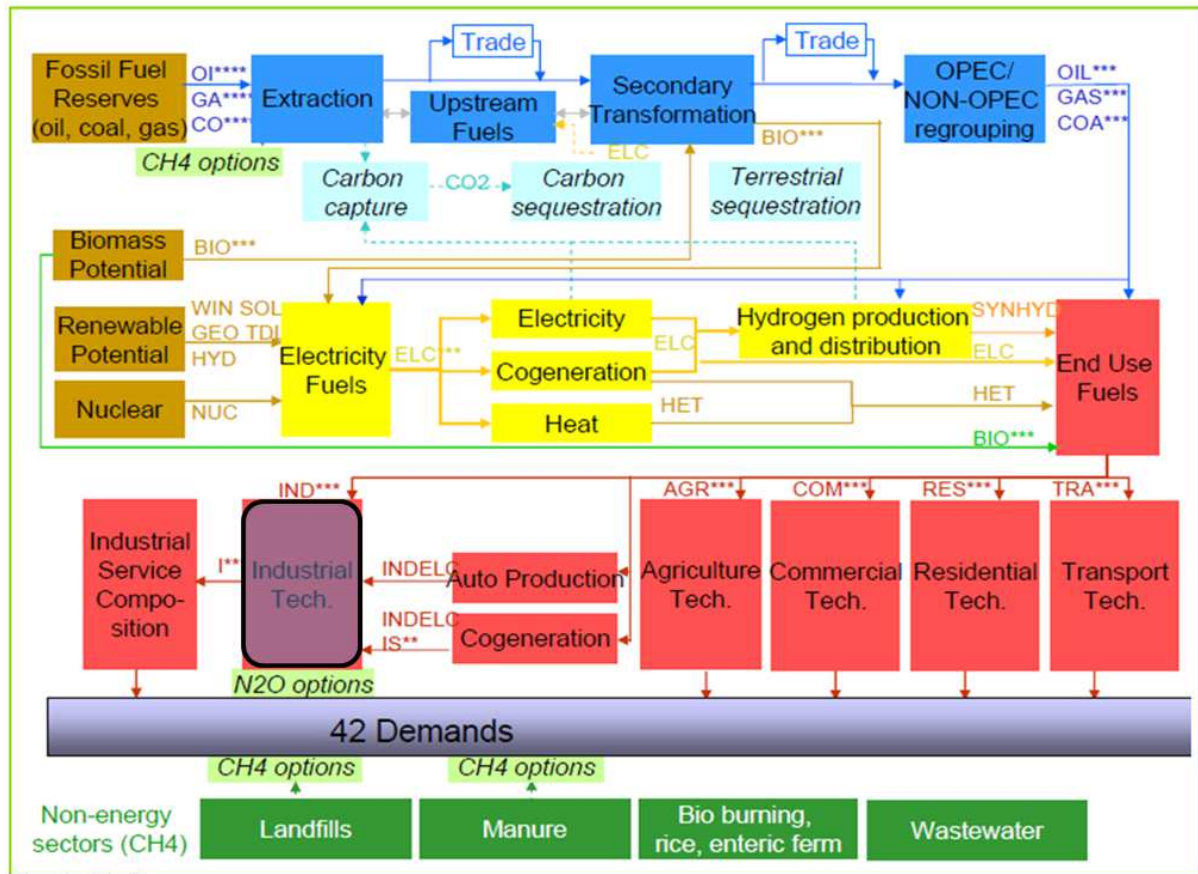 Trade
Trade
Fossil Fuel
Reserves
(oil, coal, gas)
OI****
GA****
CO****
Extraction
Upstream
Fuels
Secondary
Transformation
OPEC/
NON-OPEC
regrouping
OIL***
GAS***
COA***
BIO***
ELC
CH4 options
Carbon
capture
CO2
Carbon
sequestration
Terrestrial
sequestration
Biomass
Potential
BIO***
Renewable
Potential
WIN SOL
GEO TDL
HYD
Nuclear
NUC
Electricity
Fuels
ELC***
Electricity
Cogeneration
Heat
ELC
HET
Hydrogen production
and distribution
SYNHYD
ELC
HET
BIO***
End Use
Fuels
IND***
AGR***
COM***
RES***
TRA***
Industrial
Service
Compo-
sition
I**
Industrial
Tech.
INDELC
INDELC
IS**
Auto Production
Cogeneration
Agriculture
Tech.
Commercial
Tech.
Residential
Tech.
Transport
Tech.
N2O options
42 Demands
CH4 options
CH4 options
Non-energy
sectors (CH4)
Landfills
Manure
Bio burning,
rice, enteric ferm
Wastewater